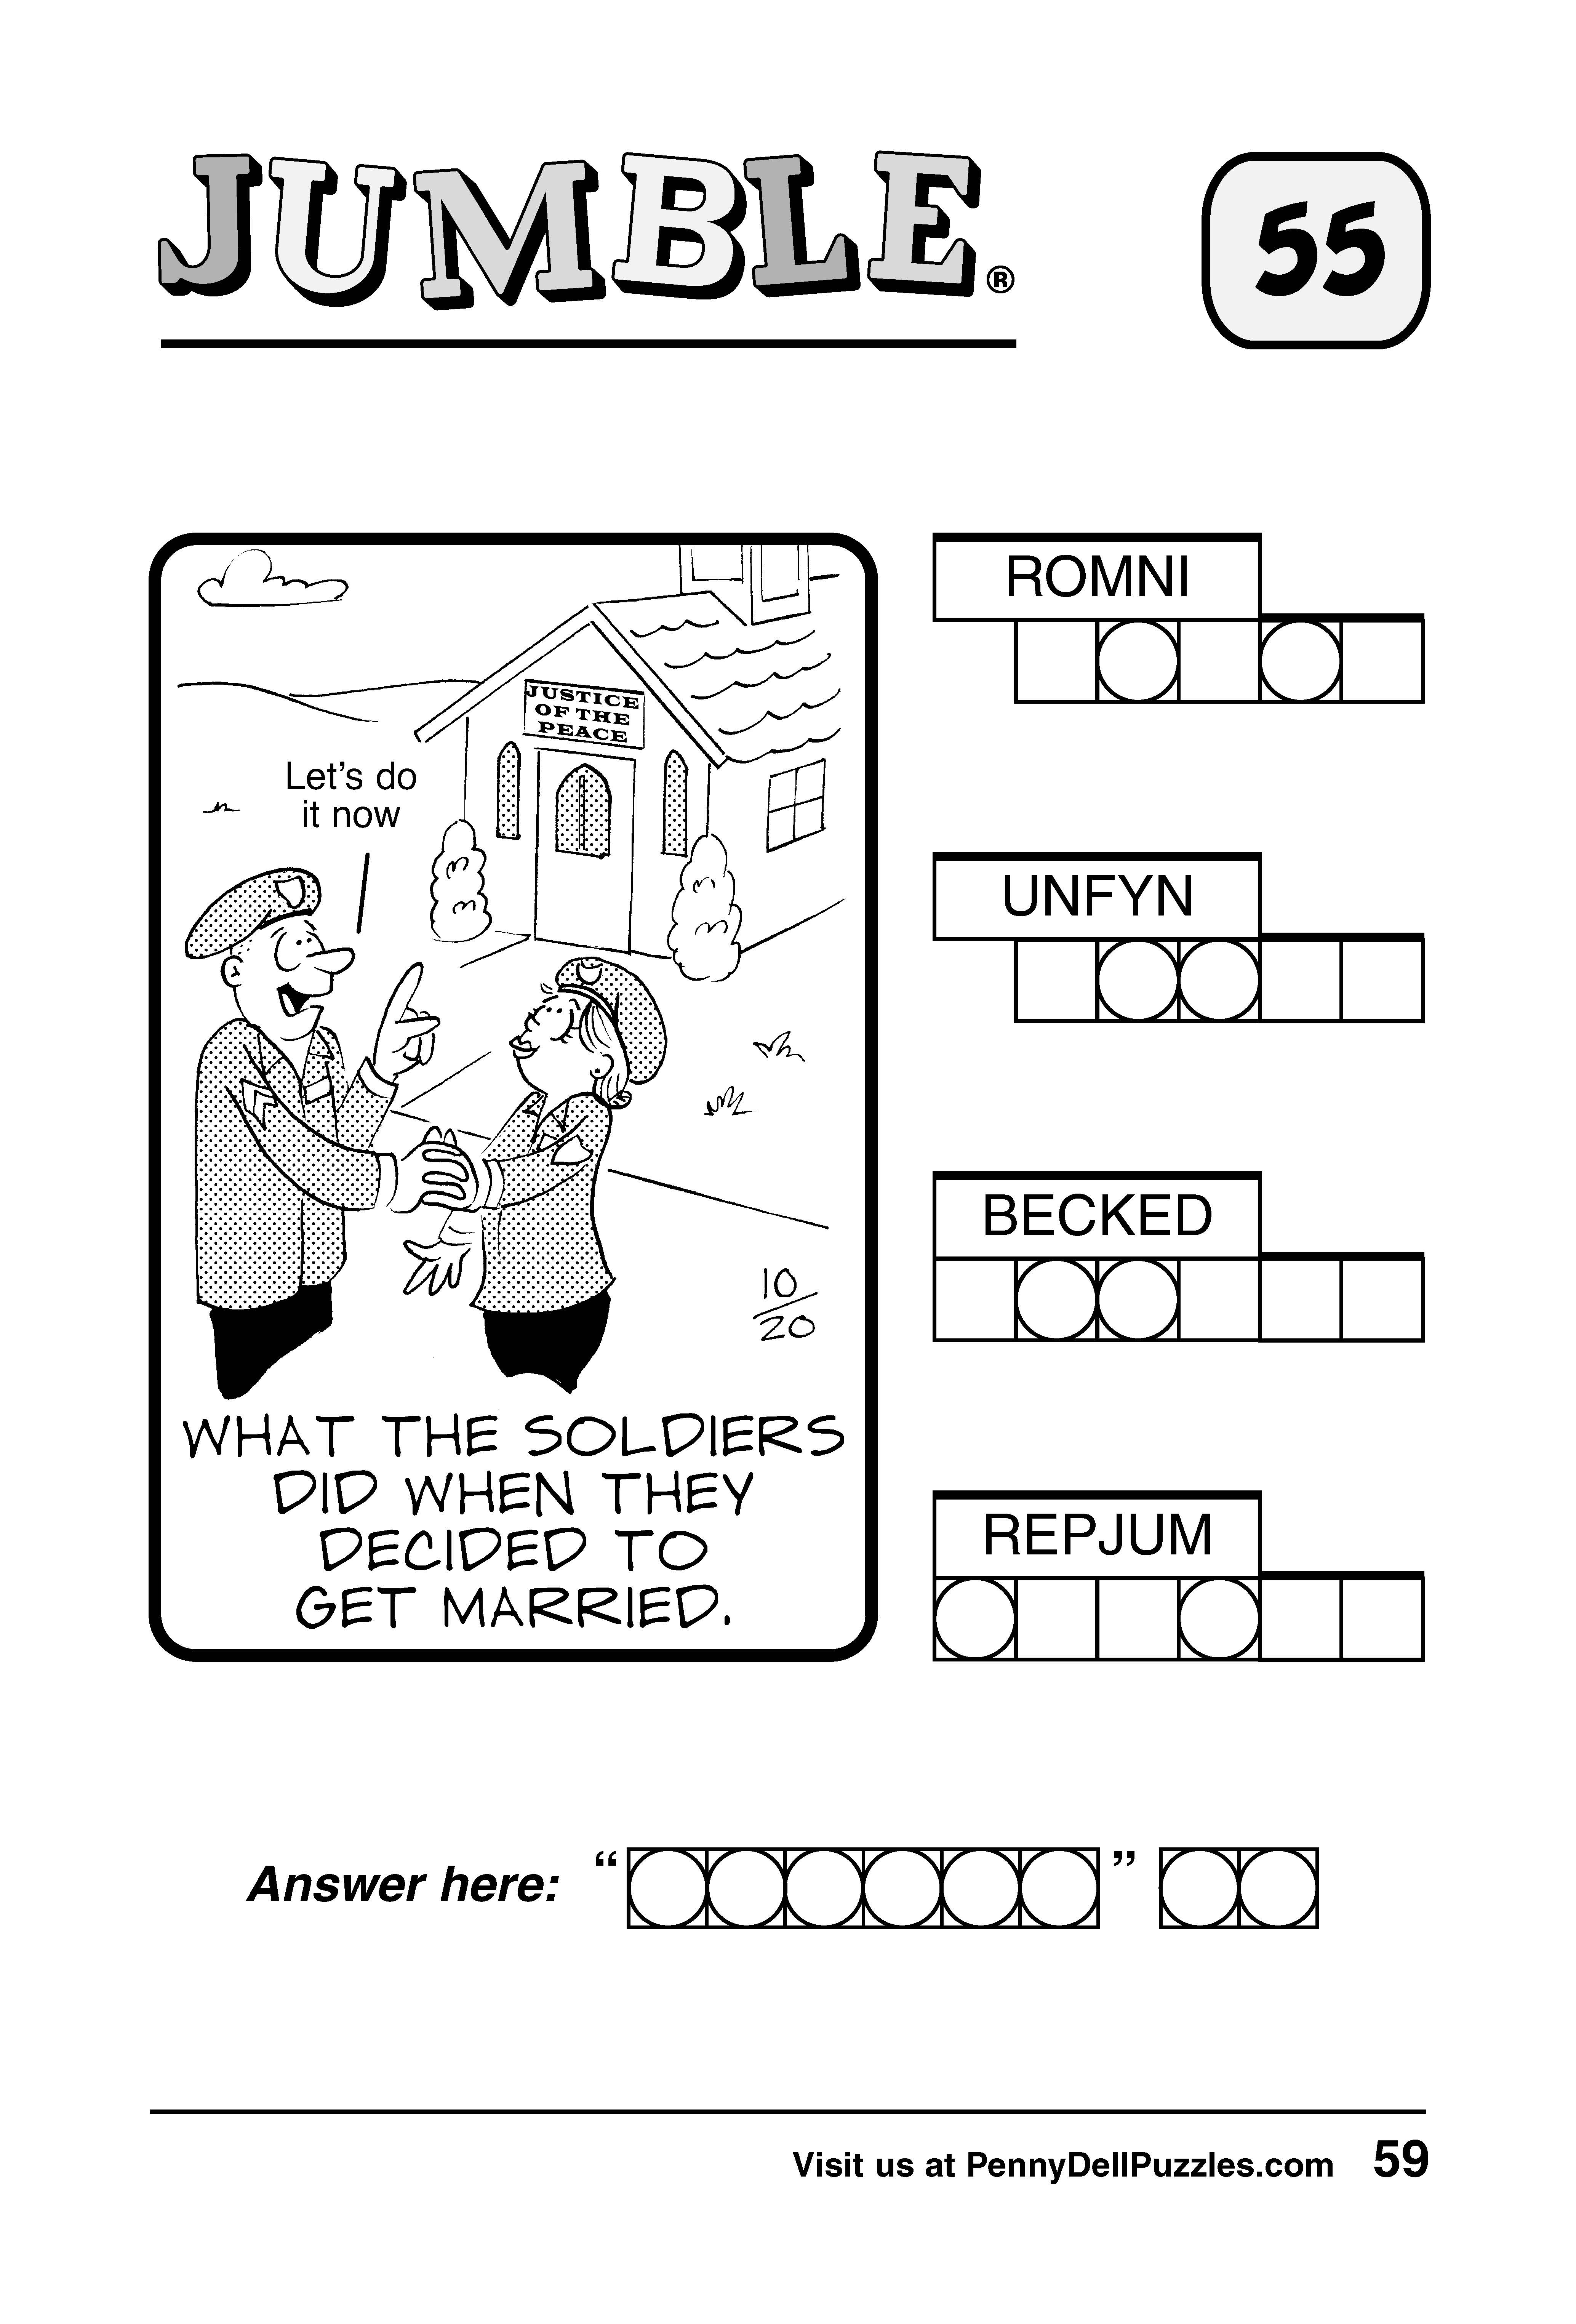 JUMBLE®
55
JUSTICE
OF THE
PEACE
Let's do
it now
10
20
WHAT THE SOLDIERS
DID WHEN THEY
DECIDED TO
GET MARRIED.
ROMNI
UNFYN
BECKED
REPJUM
Answer here: “ ”
Visit us at PennyDellPuzzles.com 59